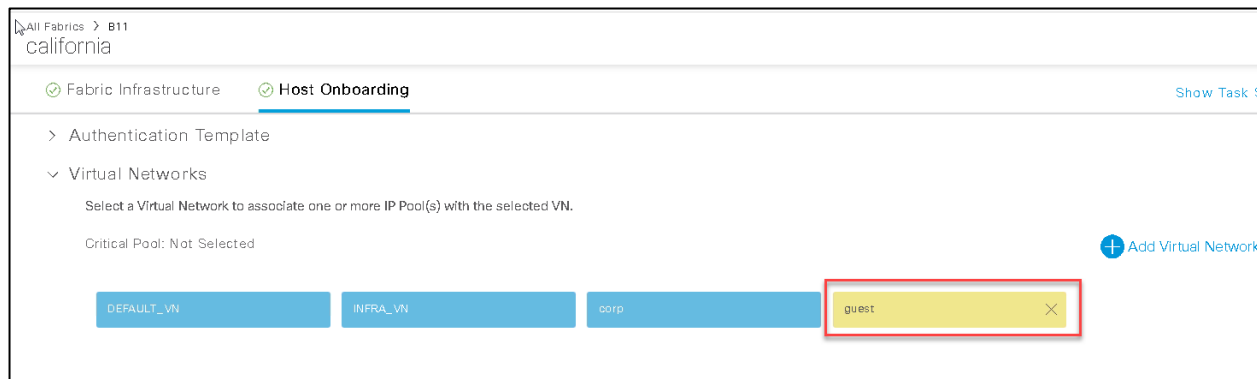 All Fabrics > B11
california
Fabric Infrastructure Host Onboarding
Show Task S
> Authentication Template
Virtual Networks
Select a Virtual Network to associate one or more IP Pool(s) with the selected VN.
Critical Pool: Not Selected
Add Virtual Network
DEFAULT_VN INFRA_VN corp guest